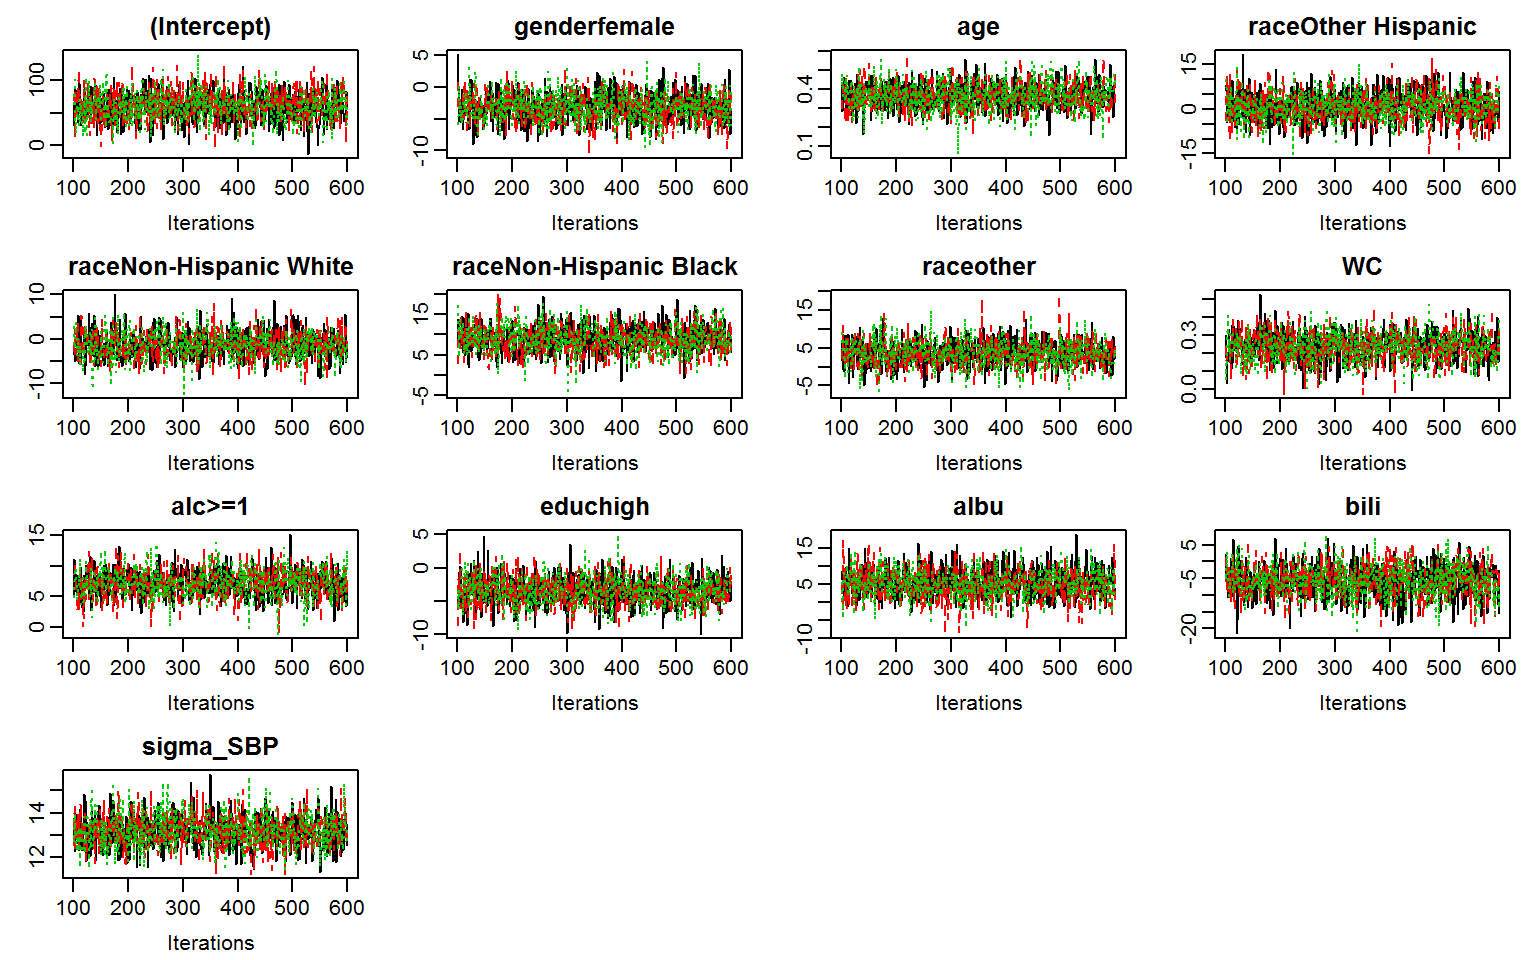 (Intercept) genderfemale age raceOther Hispanic
0 100 -10 -5 0 5 0.1 0.4 -15 0 15
100 200 300 400 500 600 100 200 300 400 500 600 100 200 300 400 500 600 100 200 300 400 500 600
Iterations Iterations Iterations Iterations
raceNon-Hispanic White raceNon-Hispanic Black raceother WC
-10 0 10 -5 5 15 -5 5 15 0.0 0.3
100 200 300 400 500 600 100 200 300 400 500 600 100 200 300 400 500 600 100 200 300 400 500 600
Iterations Iterations Iterations Iterations
alc>=1 educhigh albu bili
0 5 15 -10 0 5 -10 5 15 -20 -5 5
100 200 300 400 500 600 100 200 300 400 500 600 100 200 300 400 500 600 100 200 300 400 500 600
Iterations Iterations Iterations Iterations
sigma_SBP
12 14
100 200 300 400 500 600
Iterations